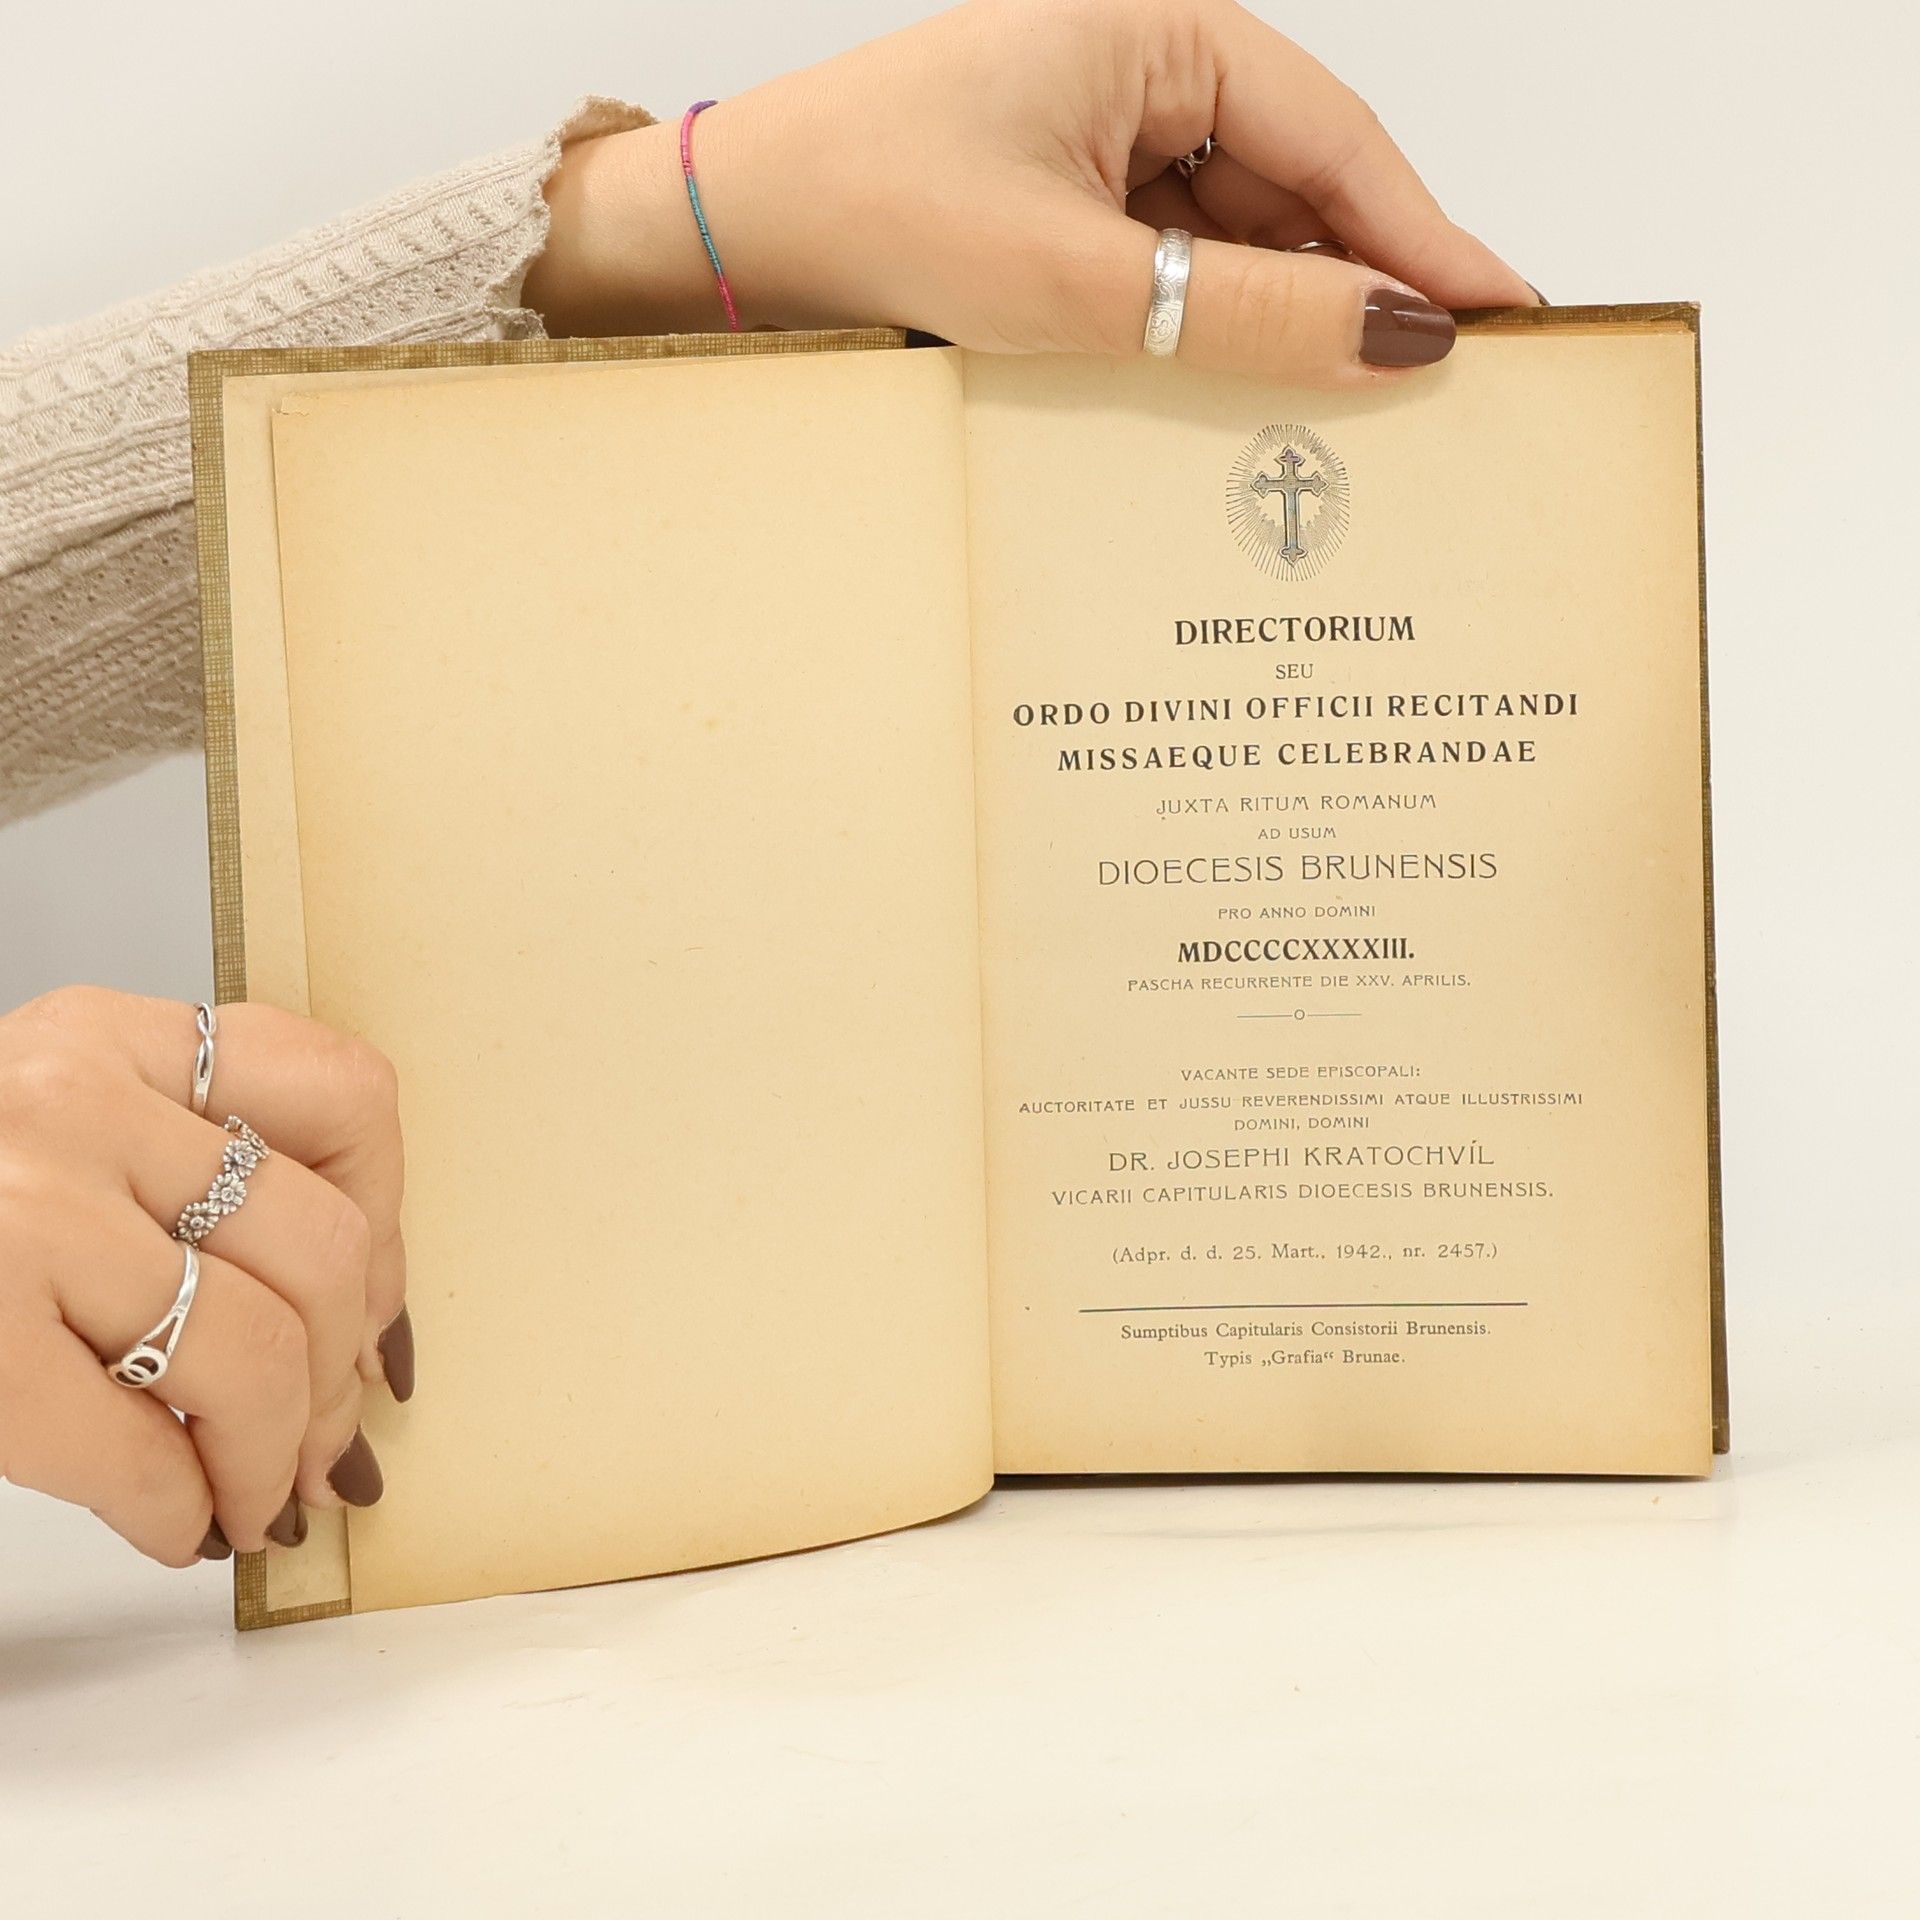 DIRECTORIUM
SEU
ORDO DIVINI OFFICII RECITANDI
MISSAEQUE CELEBRANDAE
JUXTA RITUM ROMANUM
AD USUM
DIOECESIS BRUNENSIS
PRO ANNO DOMINI
MDCCCCXXXXIII.
PASCHA RECURRENTE DIE XXV. APRILIS.
VACANTE SEDE EPISCOPALI:
AUCTORITATE ET JUSSU REVERENDISSIMI ATQUE ILLUSTRISSIMI
DOMINI, DOMINI
DR. JOSEPHI KRATOCHVÍL
VICARII CAPITULARIS DIOECESIS BRUNENSIS.
(Adpr. d. d. 25. Mart., 1942., nr. 2457.)
Sumptibus Capitularis Consistorii Brunensis.
Typis „Grafia“ Brunae.